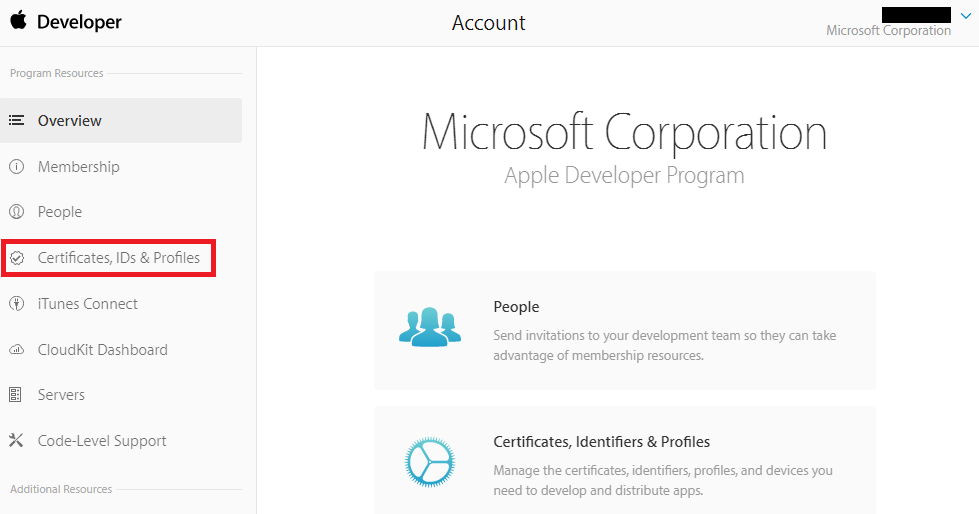 Developer
Account
Microsoft Corporation
Program Resources
Overview
Membership
People
Certificates, IDs & Profiles
iTunes Connect
CloudKit Dashboard
Servers
Code-Level Support
Additional Resources
Microsoft Corporation
Apple Developer Program
People
Send invitations to your development team so they can take
advantage of membership resources.
Certificates, Identifiers & Profiles
Manage the certificates, identifiers, profiles, and devices you
need to develop and distribute apps.